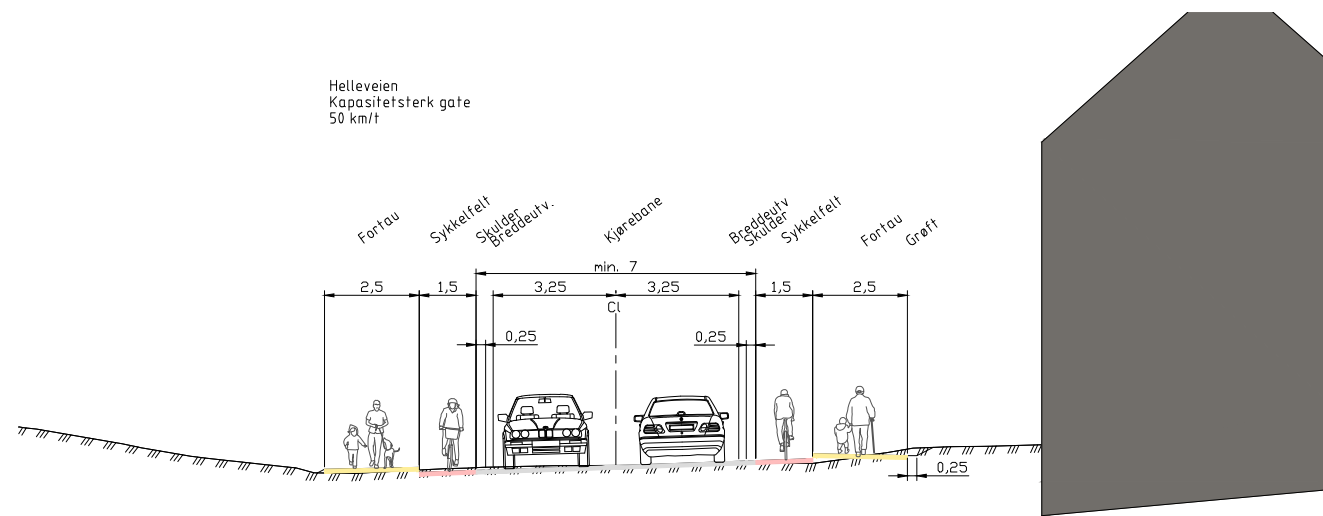 Helleveien
Kapasitetsterk gate
50 km/t
Fortau
Sykkelfelt
Skulder
Breddeutv.
Kjørebane
Breddeutv
Skulder
Sykkelfelt
Fortau
Grøft
min. 7
2,5
1,5
3,25
3,25
1,5
2,5
CL
0,25
0,25
0,25